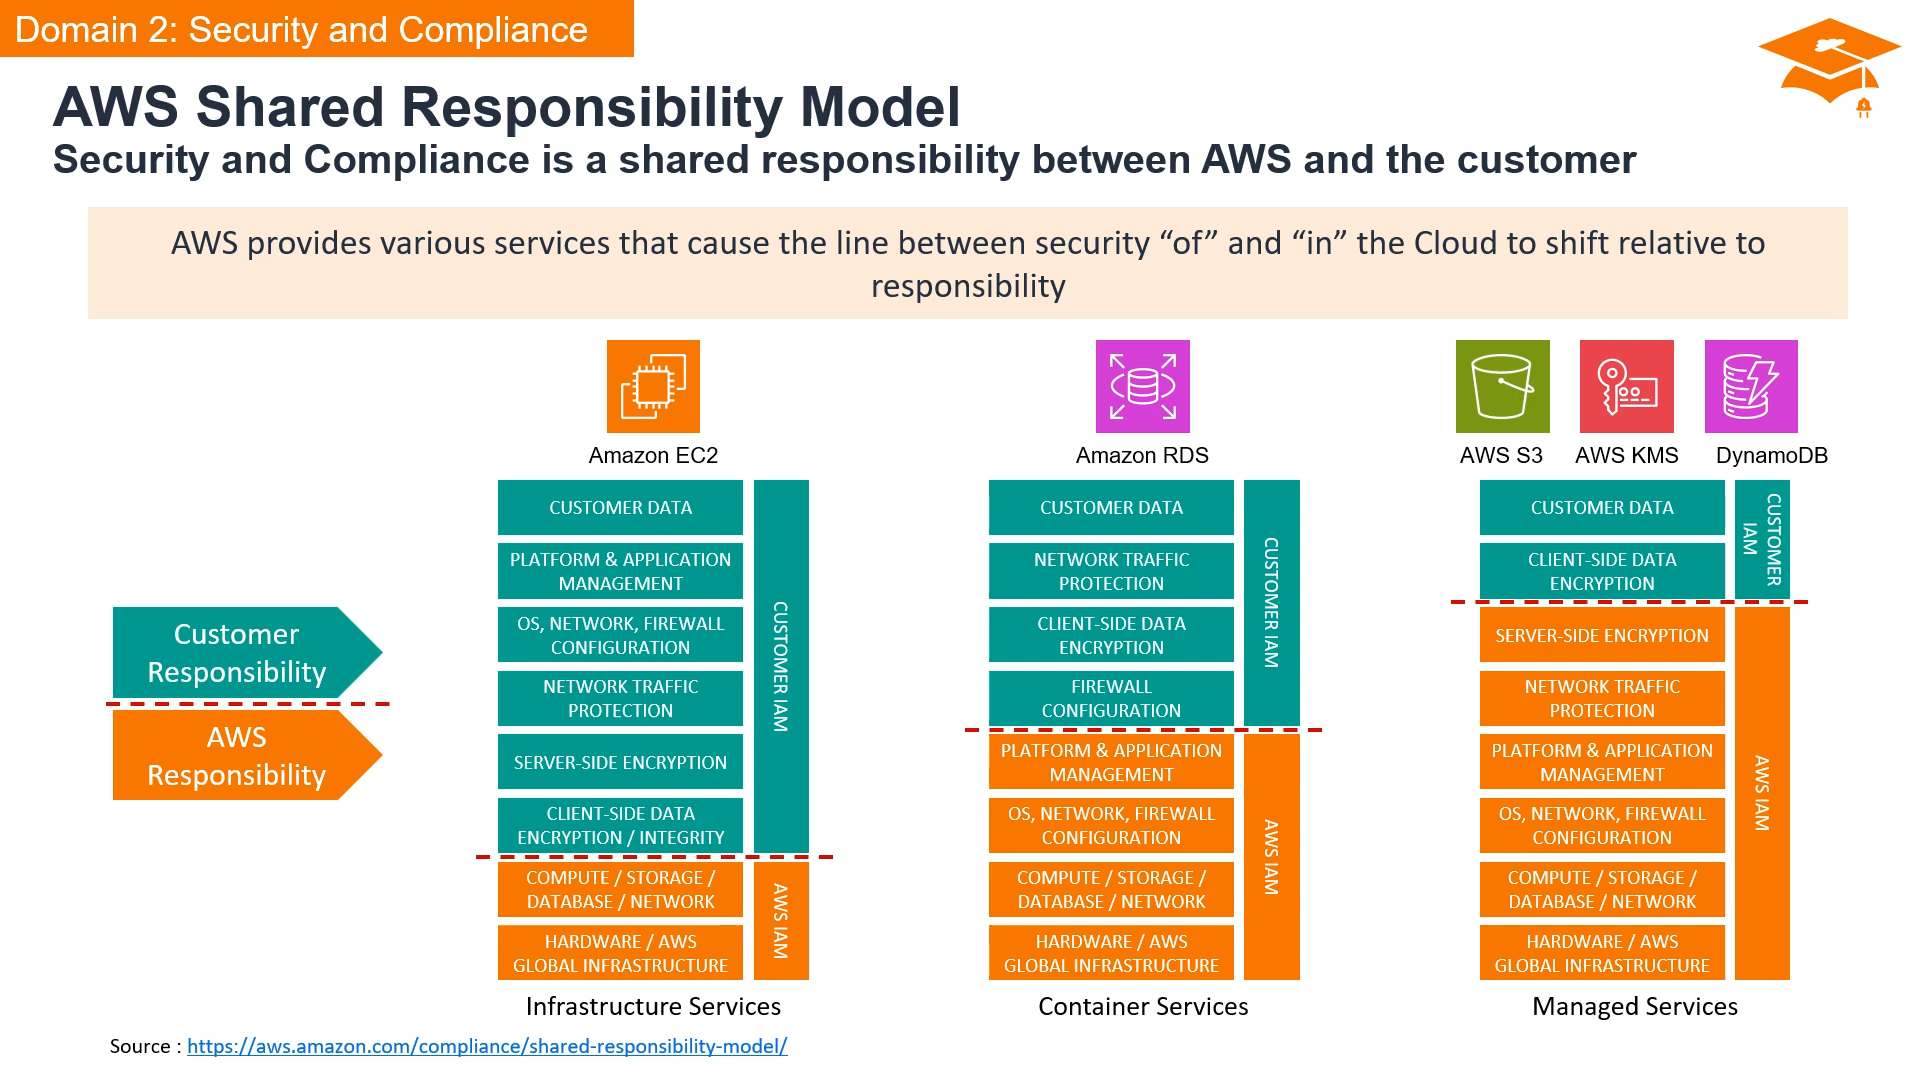 Domain 2: Security and Compliance
AWS Shared Responsibility Model
Security and Compliance is a shared responsibility between AWS and the customer
AWS provides various services that cause the line between security “of” and “in” the Cloud to shift relative to
responsibility
Customer
Responsibility
AWS
Responsibility
Amazon EC2
CUSTOMER DATA
PLATFORM & APPLICATION
MANAGEMENT
OS, NETWORK, FIREWALL
CONFIGURATION
NETWORK TRAFFIC
PROTECTION
SERVER-SIDE ENCRYPTION
CLIENT-SIDE DATA
ENCRYPTION / INTEGRITY
CUSTOMER IAM
COMPUTE / STORAGE /
DATABASE / NETWORK
HARDWARE / AWS
GLOBAL INFRASTRUCTURE
AWS IAM
Infrastructure Services
Amazon RDS
CUSTOMER DATA
NETWORK TRAFFIC
PROTECTION
CLIENT-SIDE DATA
ENCRYPTION
FIREWALL
CONFIGURATION
CUSTOMER IAM
PLATFORM & APPLICATION
MANAGEMENT
OS, NETWORK, FIREWALL
CONFIGURATION
COMPUTE / STORAGE /
DATABASE / NETWORK
HARDWARE / AWS
GLOBAL INFRASTRUCTURE
AWS IAM
Container Services
AWS S3
AWS KMS
DynamoDB
CUSTOMER DATA
CLIENT-SIDE DATA
ENCRYPTION
CUSTOMER
IAM
SERVER-SIDE ENCRYPTION
NETWORK TRAFFIC
PROTECTION
PLATFORM & APPLICATION
MANAGEMENT
OS, NETWORK, FIREWALL
CONFIGURATION
COMPUTE / STORAGE /
DATABASE / NETWORK
HARDWARE / AWS
GLOBAL INFRASTRUCTURE
AWS IAM
Managed Services
Source : https://aws.amazon.com/compliance/shared-responsibility-model/